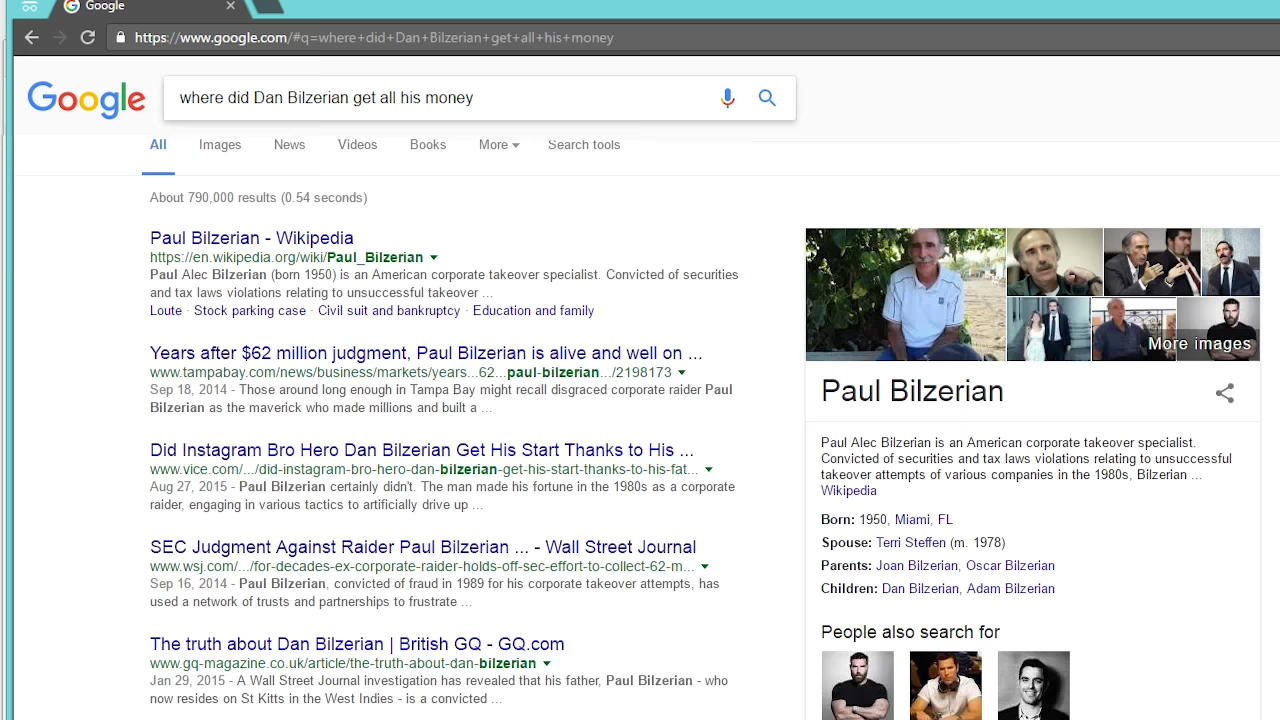 Google
https://www.google.com/#q=where+did+Dan+Bilzerian+get+all+his+money
Google
where did Dan Bilzerian get all his money
All Images News Videos Books More Search tools
About 790,000 results (0.54 seconds)
Paul Bilzerian - Wikipedia
https://en.wikipedia.org/wiki/Paul_Bilzerian
Paul Alec Bilzerian (born 1950) is an American corporate takeover specialist. Convicted of securities
and tax laws violations relating to unsuccessful takeover ...
Loute · Stock parking case · Civil suit and bankruptcy · Education and family
Years after $62 million judgment, Paul Bilzerian is alive and well on ...
www.tampabay.com/news/business/markets/years...62...paul-bilzerian.../2198173
Sep 18, 2014 - Those around long enough in Tampa Bay might recall disgraced corporate raider Paul
Bilzerian as the maverick who made millions and built a ...
Did Instagram Bro Hero Dan Bilzerian Get His Start Thanks to His ...
www.vice.com/.../did-instagram-bro-hero-dan-bilzerian-get-his-start-thanks-to-his-fat...
Aug 27, 2015 - Paul Bilzerian certainly didn't. The man made his fortune in the 1980s as a corporate
raider, engaging in various tactics to artificially drive up ...
SEC Judgment Against Raider Paul Bilzerian ... - Wall Street Journal
www.wsj.com/.../for-decades-ex-corporate-raider-holds-off-sec-effort-to-collect-62-m...
Sep 16, 2014 - Paul Bilzerian, convicted of fraud in 1989 for his corporate takeover attempts, has
used a network of trusts and partnerships to frustrate ...
The truth about Dan Bilzerian | British GQ - GQ.com
www.gq-magazine.co.uk/article/the-truth-about-dan-bilzerian
Jan 29, 2015 - A Wall Street Journal investigation has revealed that his father, Paul Bilzerian - who
now resides on St Kitts in the West Indies - is a convicted ...
More images
Paul Bilzerian
Paul Alec Bilzerian is an American corporate takeover specialist.
Convicted of securities and tax laws violations relating to unsuccessful
takeover attempts of various companies in the 1980s, Bilzerian ...
Wikipedia
Born: 1950, Miami, FL
Spouse: Terri Steffen (m. 1978)
Parents: Joan Bilzerian, Oscar Bilzerian
Children: Dan Bilzerian, Adam Bilzerian
People also search for